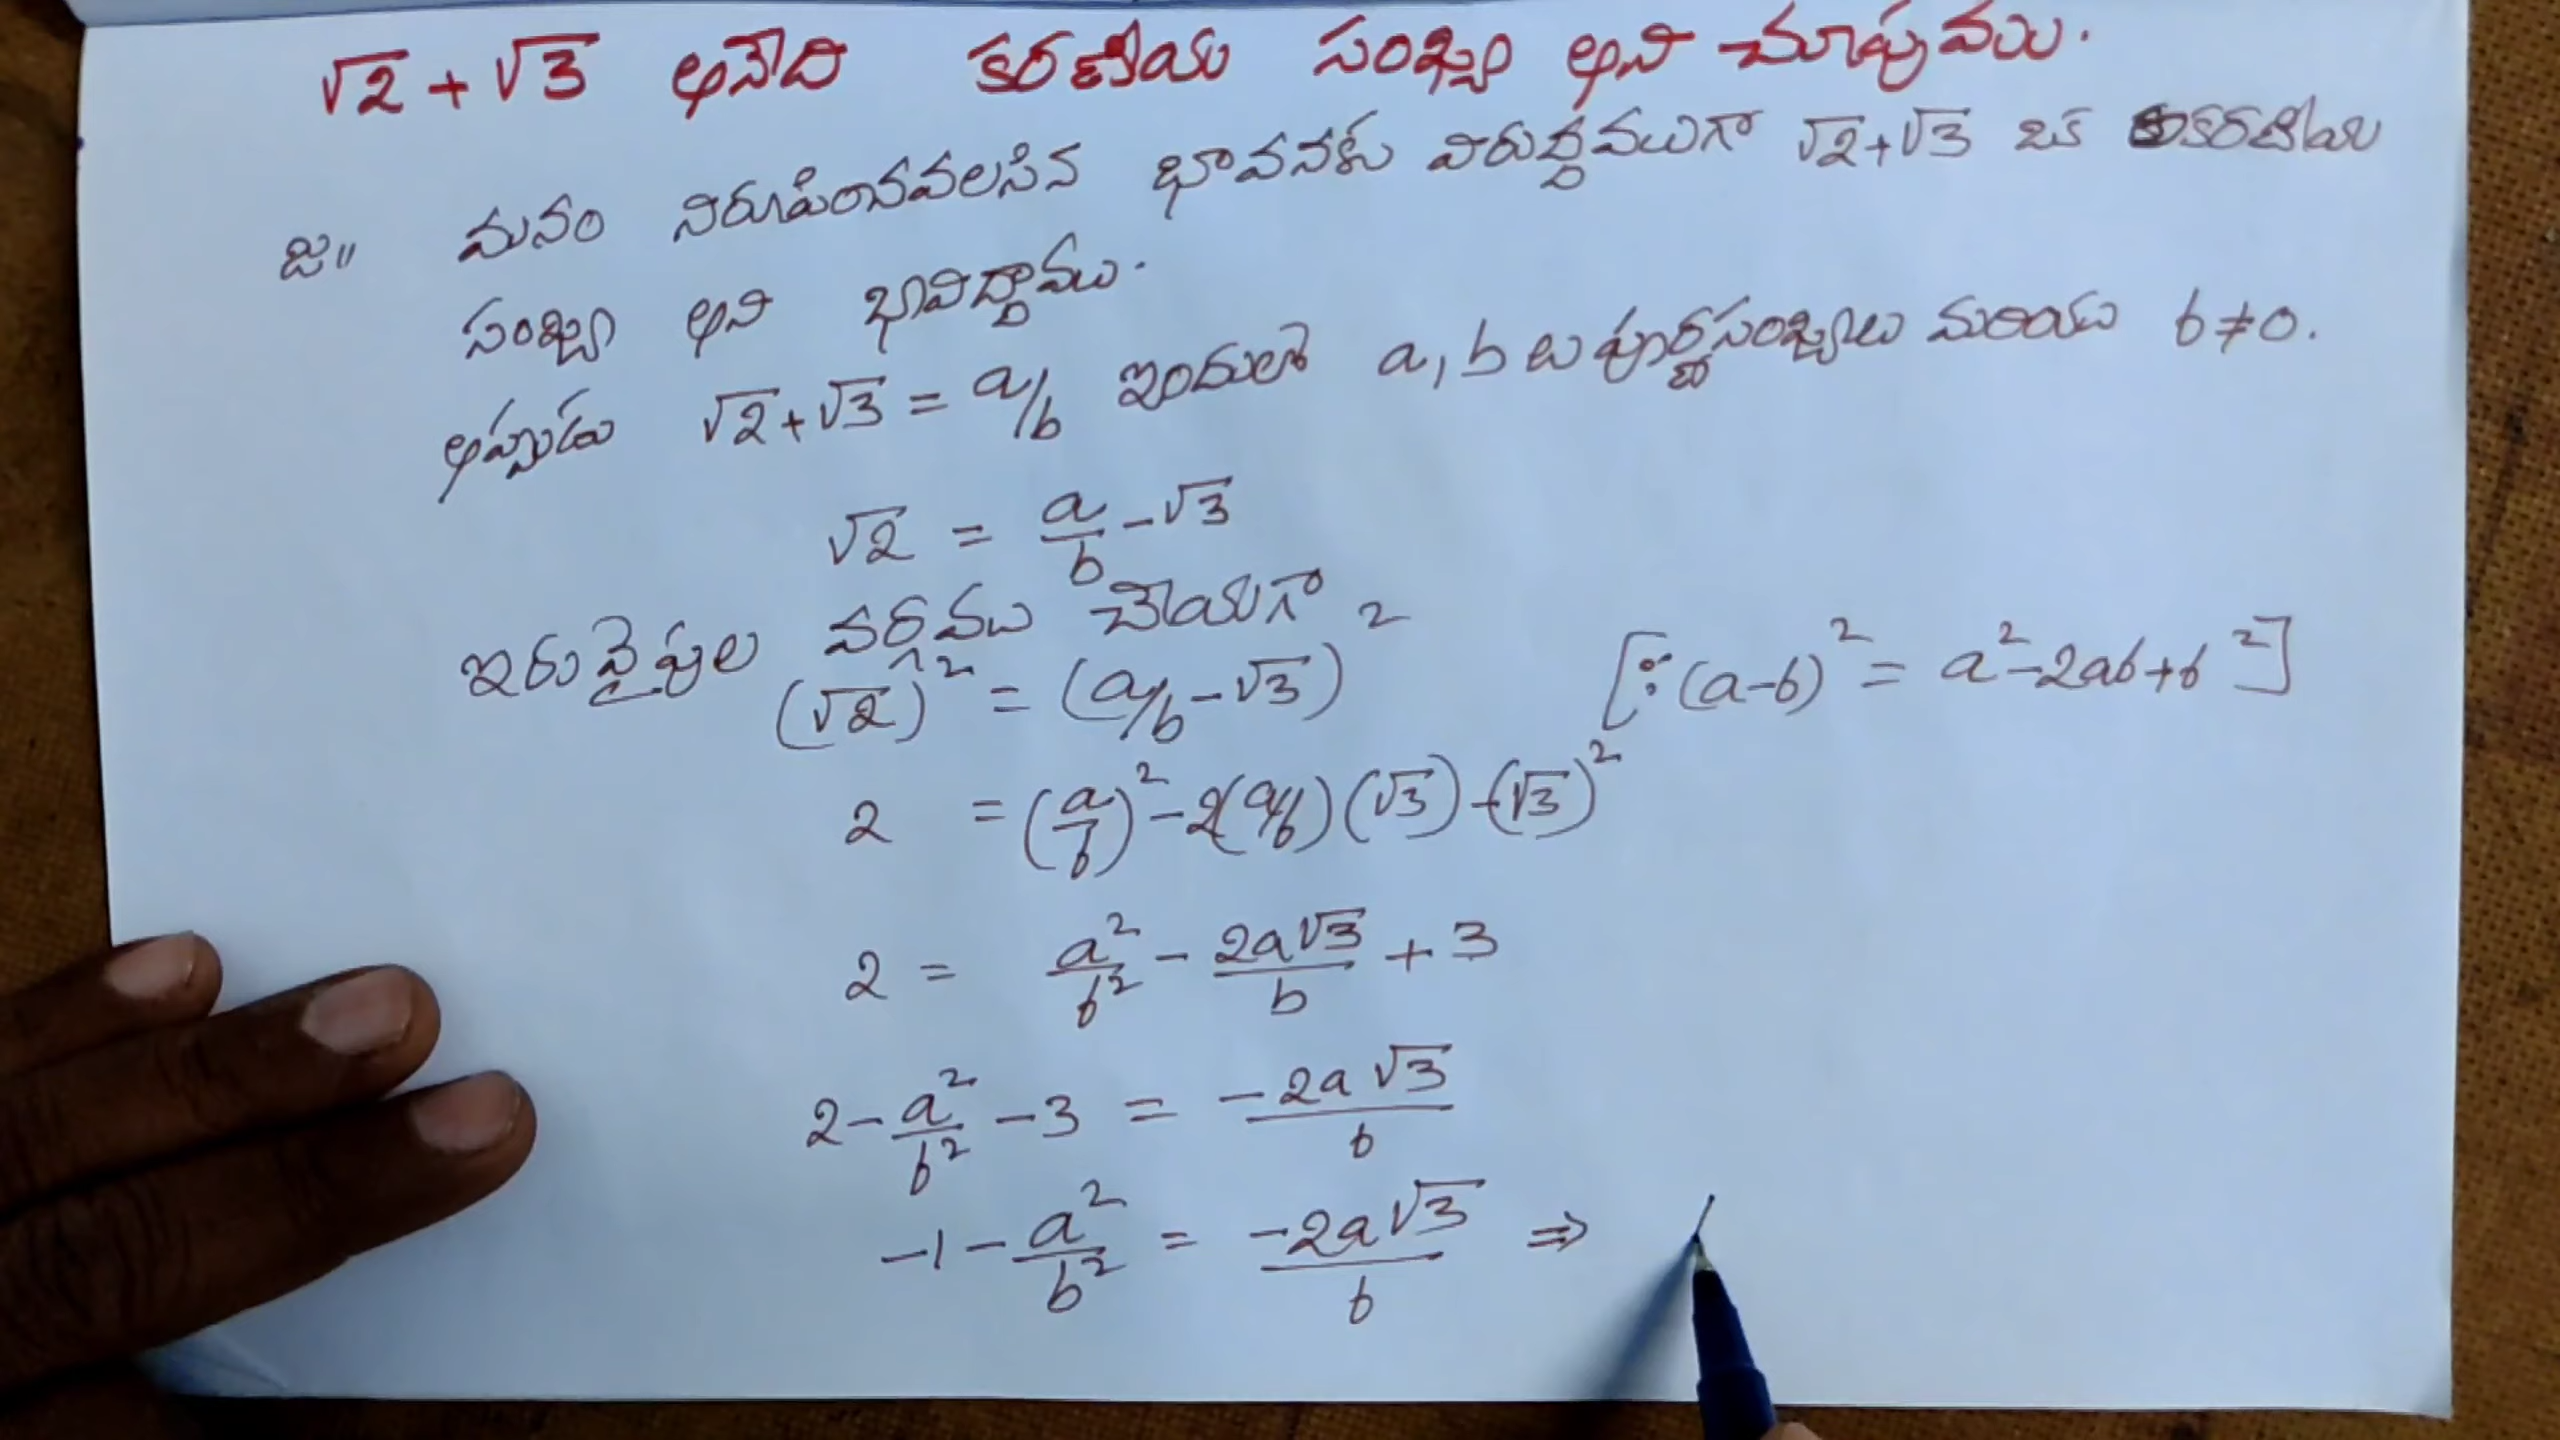 √2 + √3 అనేది కరణీయ సంఖ్య అని చూపుము.
జ॥ మనం నిరూపించవలసిన భావనకు విరుద్ధముగా √2+√3 ఒక అకరణీయ
సంఖ్యా అని భావిద్దాము.
అప్పుడు √2+√3 = a/b ఇందులో a, b లు పూర్ణసంఖ్యలు మరియు b≠0.
√2 = a/b - √3
ఇరువైపుల వర్గము చేయగా
(√2)² = (a/b - √3)² [∵ (a-b)² = a²-2ab+b²]
2 = (a/b)² - 2(a/b)(√3) + (√3)²
2 = a²/b² - 2a√3/b + 3
2 - a²/b² - 3 = -2a√3/b
-1 - a²/b² = -2a√3/b ⇒